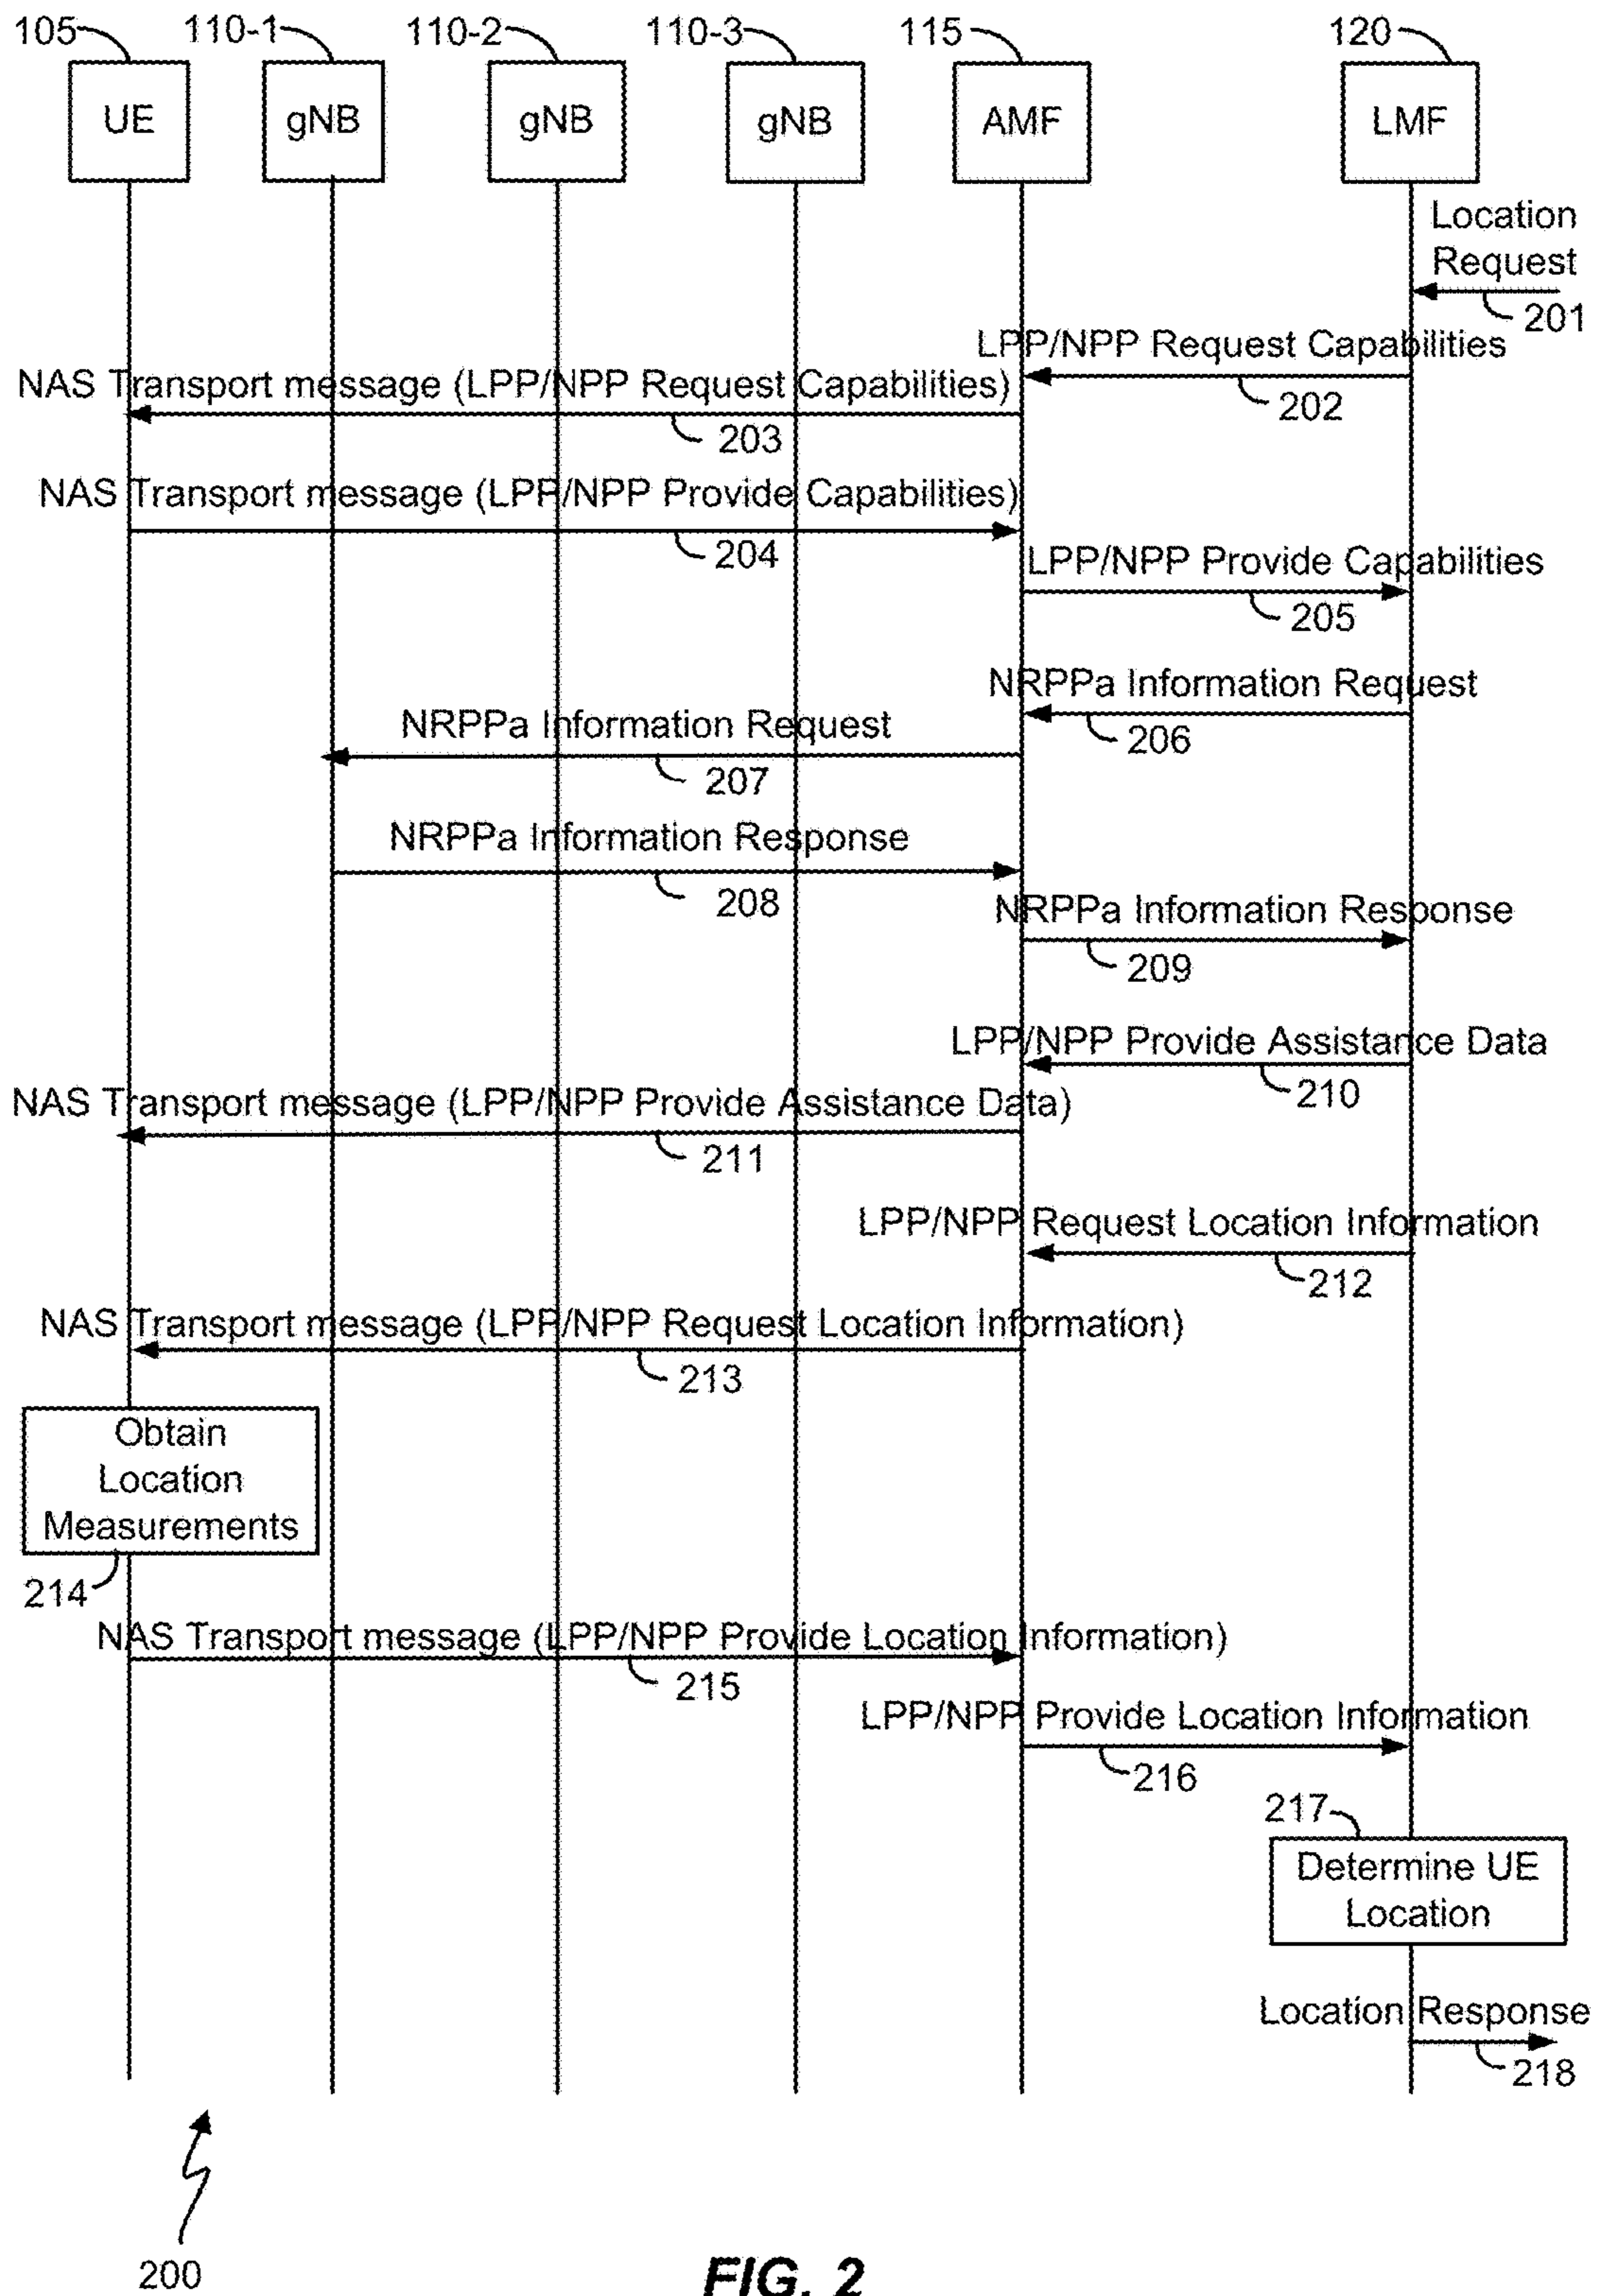 105 110-1 110-2 110-3 115 120
UE gNB gNB gNB AMF LMF
Location
Request
201
LPP/NPP Request Capabilities
202
NAS Transport message (LPP/NPP Request Capabilities)
203
NAS Transport message (LPP/NPP Provide Capabilities)
204
LPP/NPP Provide Capabilities
205
NRPPa Information Request
206
NRPPa Information Request
207
NRPPa Information Response
208
NRPPa Information Response
209
LPP/NPP Provide Assistance Data
210
NAS Transport message (LPP/NPP Provide Assistance Data)
211
LPP/NPP Request Location Information
212
NAS Transport message (LPP/NPP Request Location Information)
213
Obtain
Location
Measurements
214
NAS Transport message (LPP/NPP Provide Location Information)
215
LPP/NPP Provide Location Information
216
217
Determine UE
Location
Location Response
218
200
FIG. 2